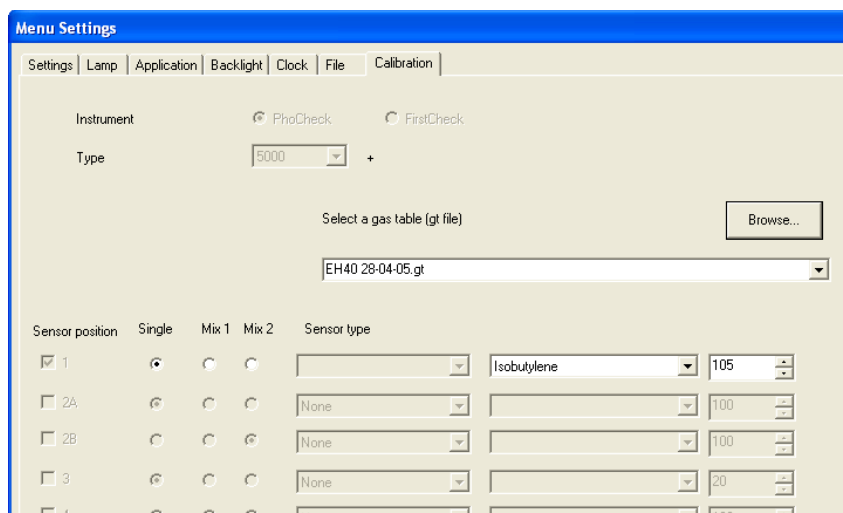 Menu Settings
Settings Lamp Application Backlight Clock File Calibration
Instrument PhoCheck FirstCheck
Type 5000 +
Select a gas table (gt file) Browse...
EH40 28-04-05.gt
Sensor position Single Mix 1 Mix 2 Sensor type
1 Isobutylene 105
2A None 100
2B None 100
3 None 20